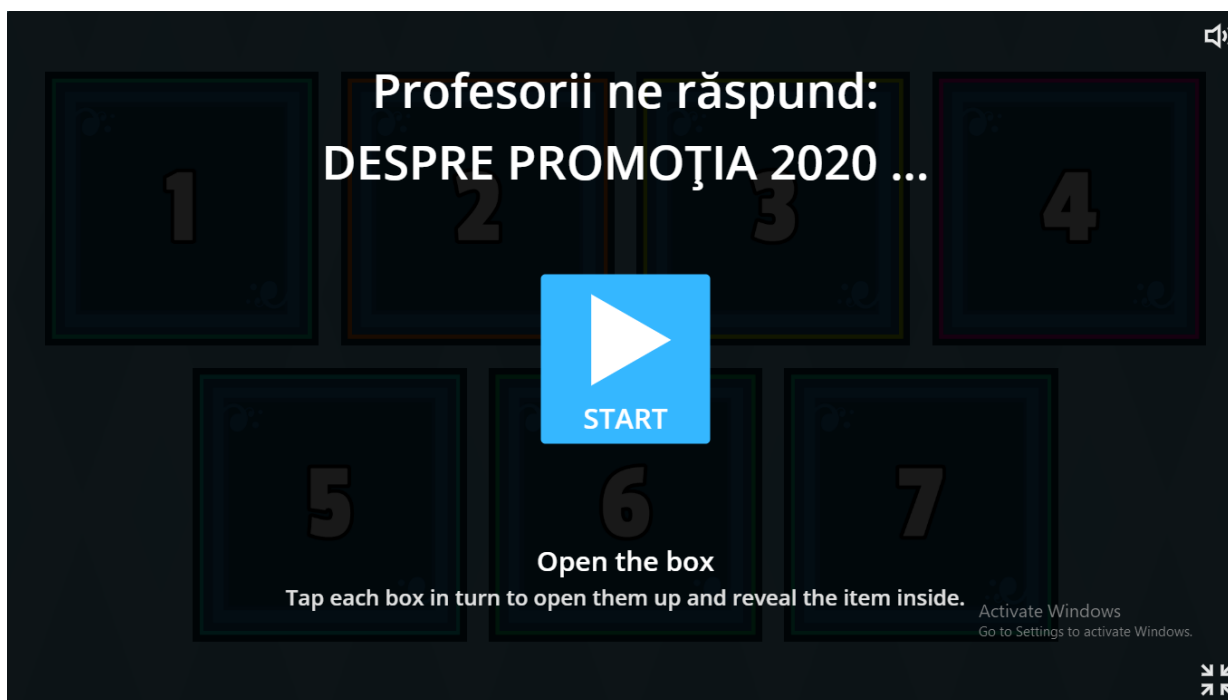 Profesorii ne răspund:
DESPRE PROMOŢIA 2020 ...
1 2 3 4
START
5 6 7
Open the box
Tap each box in turn to open them up and reveal the item inside.
Activate Windows
Go to Settings to activate Windows.